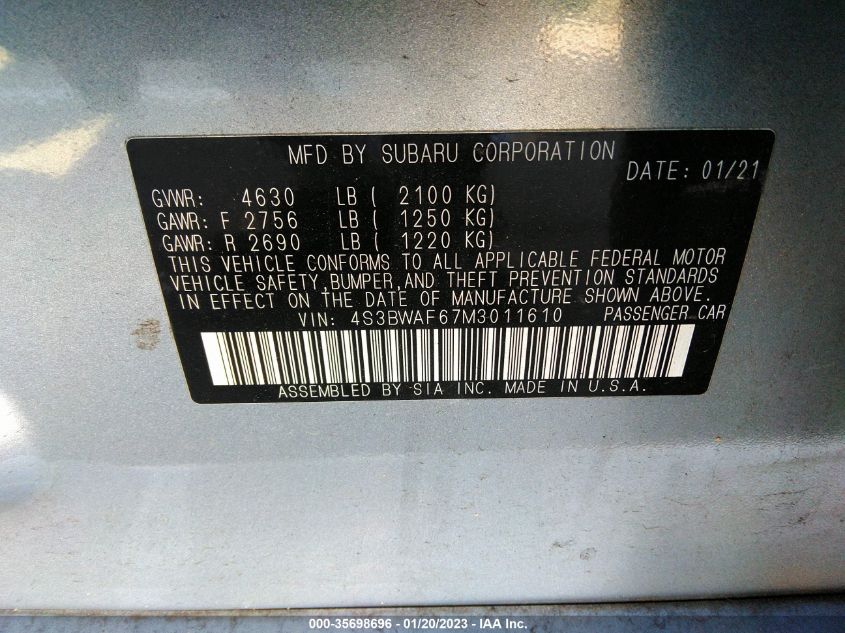 MFD BY SUBARU CORPORATION
DATE: 01/21
GVWR: 4630 LB ( 2100 KG)
GAWR: F 2756 LB ( 1250 KG)
GAWR: R 2690 LB ( 1220 KG)
THIS VEHICLE CONFORMS TO ALL APPLICABLE FEDERAL MOTOR
VEHICLE SAFETY, BUMPER, AND THEFT PREVENTION STANDARDS
IN EFFECT ON THE DATE OF MANUFACTURE SHOWN ABOVE.
VIN: 4S3BWAF67M3011610 PASSENGER CAR
ASSEMBLED BY SIA INC. MADE IN U.S.A.
000-35698696 - 01/20/2023 - IAA Inc.